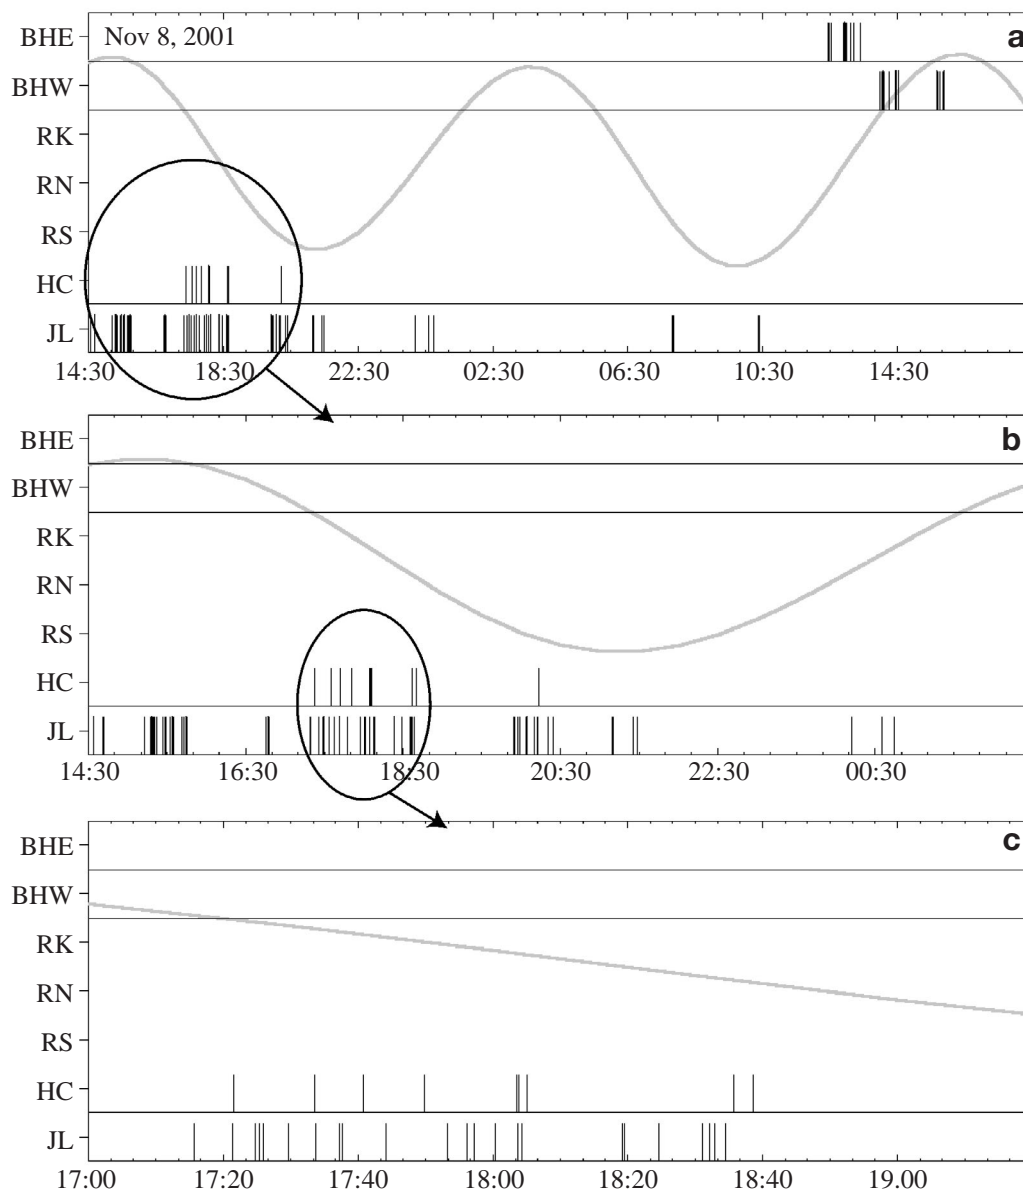 BHE Nov 8, 2001 a
BHW
RK
RN
RS
HC
JL
14:30 18:30 22:30 02:30 06:30 10:30 14:30
BHE b
BHW
RK
RN
RS
HC
JL
14:30 16:30 18:30 20:30 22:30 00:30
BHE c
BHW
RK
RN
RS
HC
JL
17:00 17:20 17:40 18:00 18:20 18:40 19:00